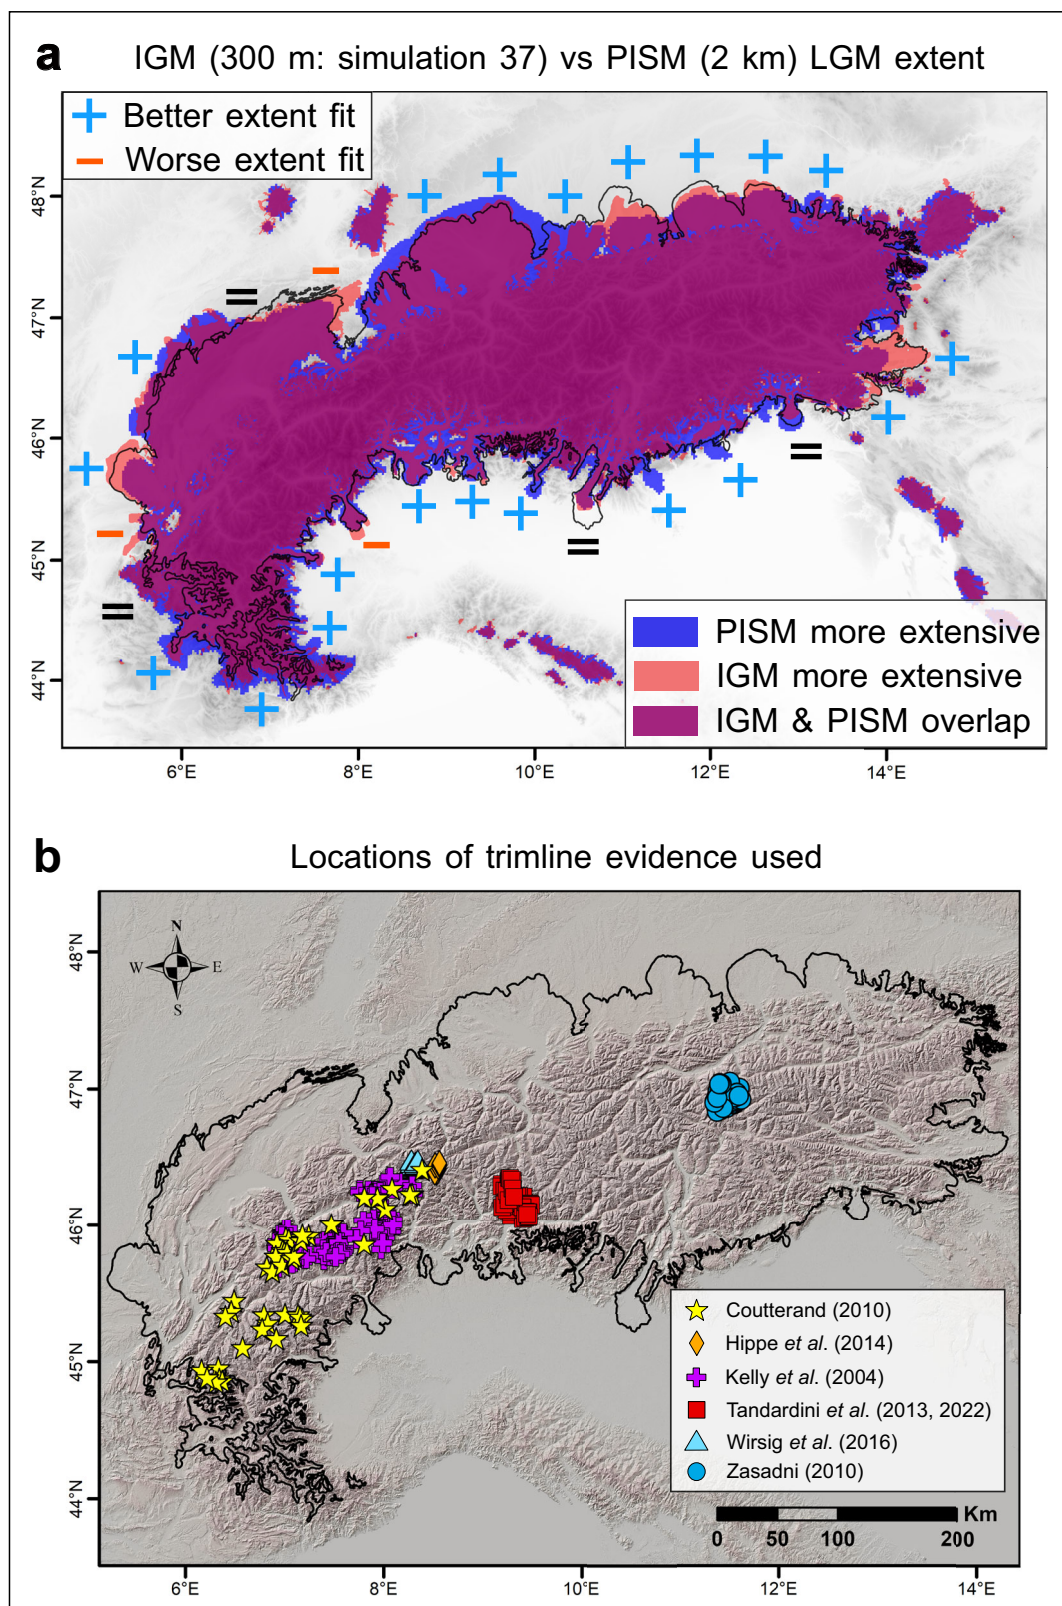 a IGM (300 m: simulation 37) vs PISM (2 km) LGM extent
+ Better extent fit
− Worse extent fit
48°N
47°N
46°N
45°N
44°N
PISM more extensive
IGM more extensive
IGM & PISM overlap
6°E 8°E 10°E 12°E 14°E
b Locations of trimline evidence used
N
W E
S
48°N
47°N
46°N
45°N
44°N
Coutterand (2010)
Hippe et al. (2014)
Kelly et al. (2004)
Tandardini et al. (2013, 2022)
Wirsig et al. (2016)
Zasadni (2010)
Km
0 50 100 200
6°E 8°E 10°E 12°E 14°E